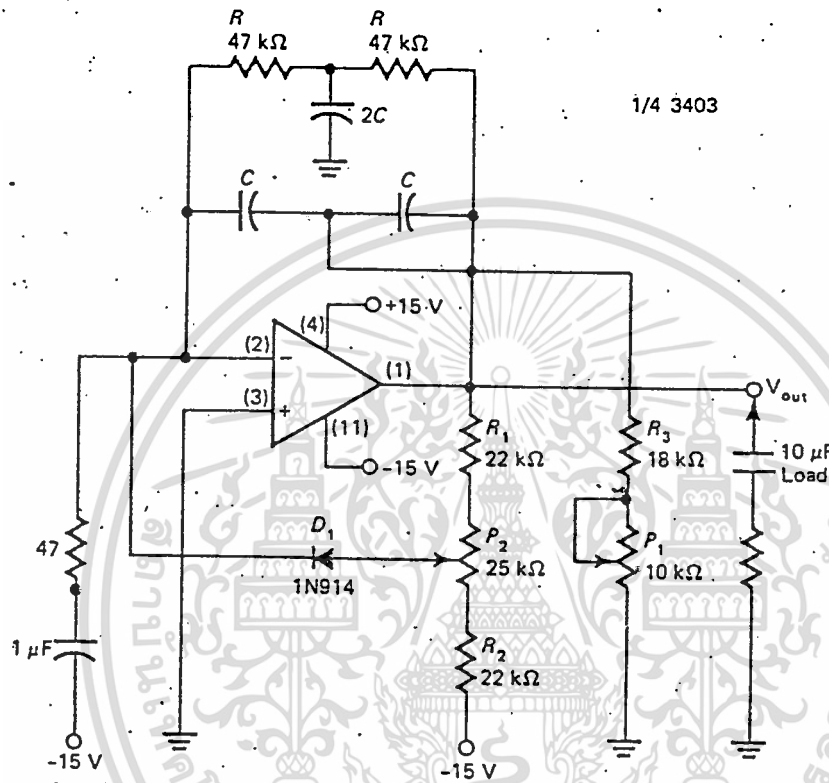 R
47 kΩ
R
47 kΩ
1/4 3403
2C
C
C
+15 V
(4)
(2)
−
(1)
(3)
+
(11)
−15 V
V_out
R₁
22 kΩ
R₃
18 kΩ
10 μF
Load
47
D₁
1N914
P₂
25 kΩ
P₁
10 kΩ
1 μF
R₂
22 kΩ
−15 V
−15 V